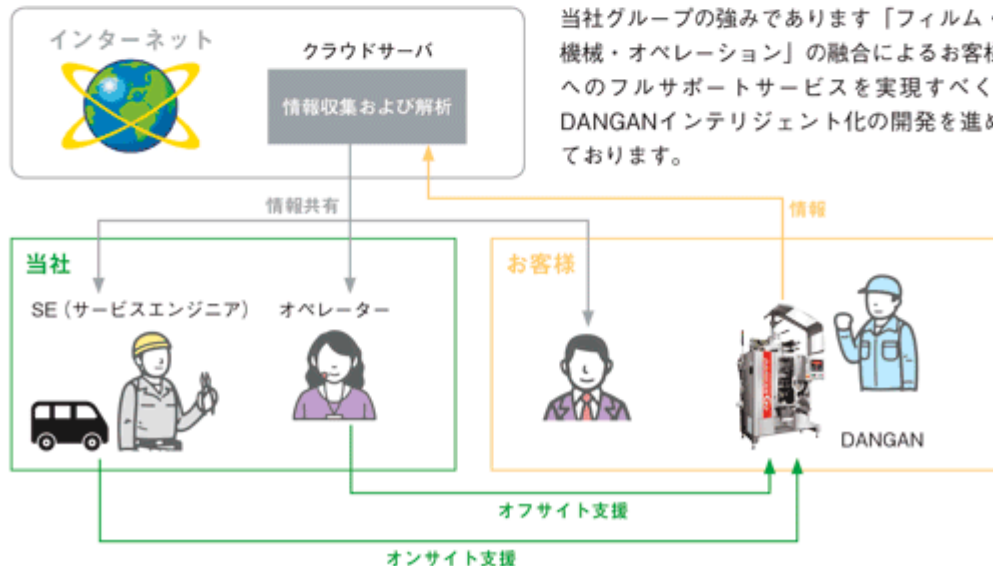 当社グループの強みであります「フィルム・
機械・オペレーション」の融合によるお客様
へのフルサポートサービスを実現すべく
DANGANインテリジェント化の開発を進め
ております。
インターネット
クラウドサーバ
情報収集および解析
情報共有
情報
当社
お客様
SE（サービスエンジニア）
オペレーター
DANGAN
オフサイト支援
オンサイト支援